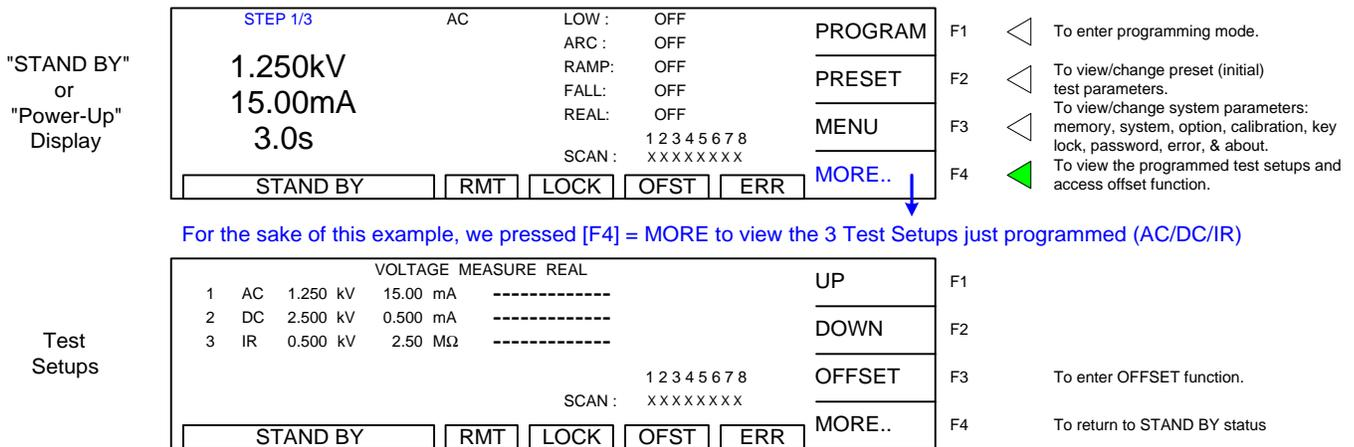 "STAND BY"
or
"Power-Up"
Display
STEP 1/3 AC LOW : OFF
ARC : OFF
1.250kV RAMP: OFF
15.00mA FALL: OFF
3.0s REAL: OFF
1 2 3 4 5 6 7 8
SCAN : X X X X X X X X
STAND BY RMT LOCK OFST ERR
PROGRAM F1 To enter programming mode.
PRESET F2 To view/change preset (initial)
test parameters.
MENU F3 To view/change system parameters:
memory, system, option, calibration, key
lock, password, error, & about.
MORE.. F4 To view the programmed test setups and
access offset function.
For the sake of this example, we pressed [F4] = MORE to view the 3 Test Setups just programmed (AC/DC/IR)
Test
Setups
VOLTAGE MEASURE REAL
1 AC 1.250 kV 15.00 mA -------------
2 DC 2.500 kV 0.500 mA -------------
3 IR 0.500 kV 2.50 MΩ -------------
1 2 3 4 5 6 7 8
SCAN : X X X X X X X X
STAND BY RMT LOCK OFST ERR
UP F1
DOWN F2
OFFSET F3 To enter OFFSET function.
MORE.. F4 To return to STAND BY status